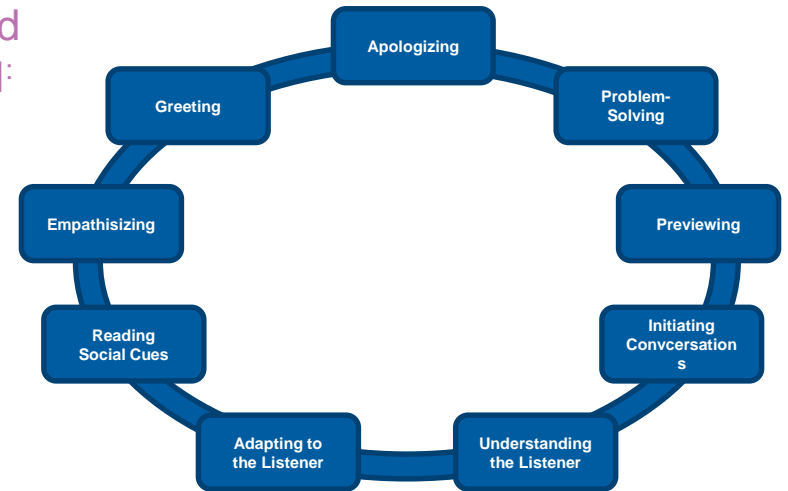 d
:
Apologizing
Problem-
Solving
Previewing
Initiating
Convcersation
s
Understanding
the Listener
Adapting to
the Listener
Reading
Social Cues
Empathisizing
Greeting